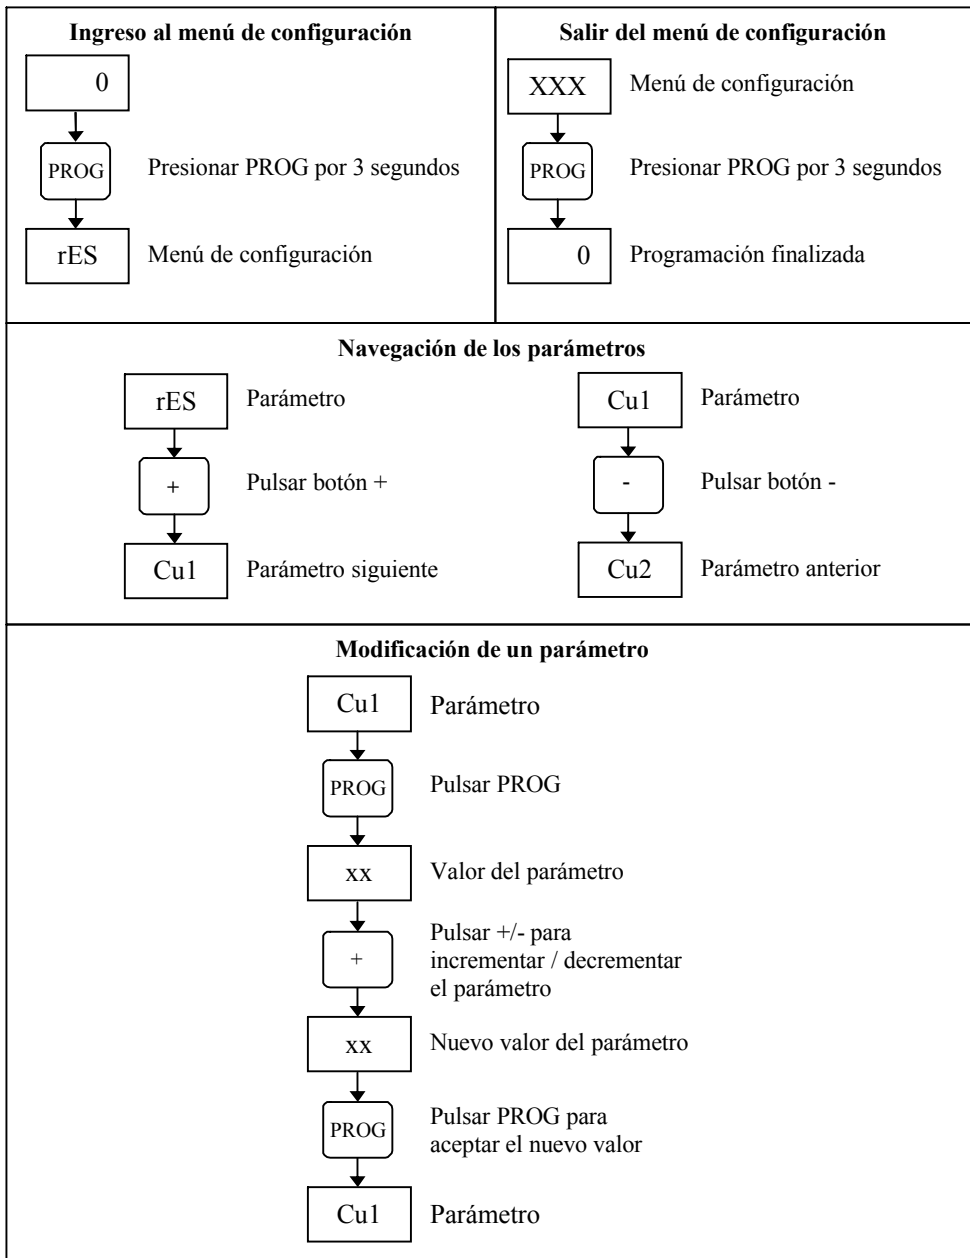 Ingreso al menú de configuración
0
PROG
Presionar PROG por 3 segundos
rES
Menú de configuración
Salir del menú de configuración
XXX
Menú de configuración
PROG
Presionar PROG por 3 segundos
0
Programación finalizada
Navegación de los parámetros
rES
Parámetro
+
Pulsar botón +
Cu1
Parámetro siguiente
Cu1
Parámetro
-
Pulsar botón -
Cu2
Parámetro anterior
Modificación de un parámetro
Cu1
Parámetro
PROG
Pulsar PROG
xx
Valor del parámetro
+
Pulsar +/- para
incrementar / decrementar
el parámetro
xx
Nuevo valor del parámetro
PROG
Pulsar PROG para
aceptar el nuevo valor
Cu1
Parámetro